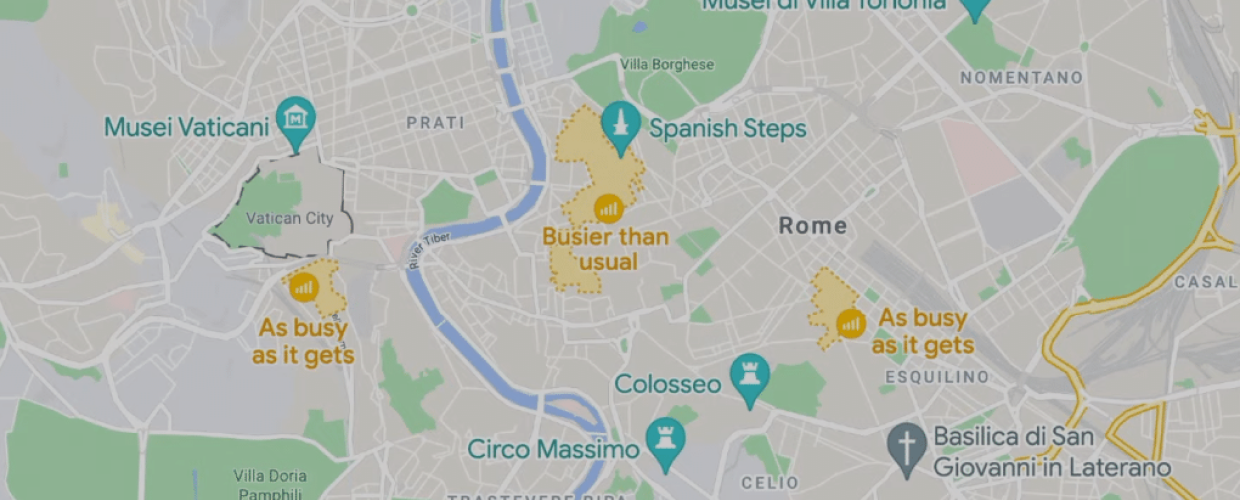 Musei di Villa Torlonia
Villa Borghese
NOMENTANO
Musei Vaticani
PRATI
Spanish Steps
Vatican City
Rome
River Tiber
Busier than
usual
CASAL
As busy
as it gets
As busy
as it gets
ESQUILINO
Colosseo
Circo Massimo
Basilica di San
Giovanni in Laterano
Villa Doria
Pamphili
CELIO
TRASTEVERE RIPA